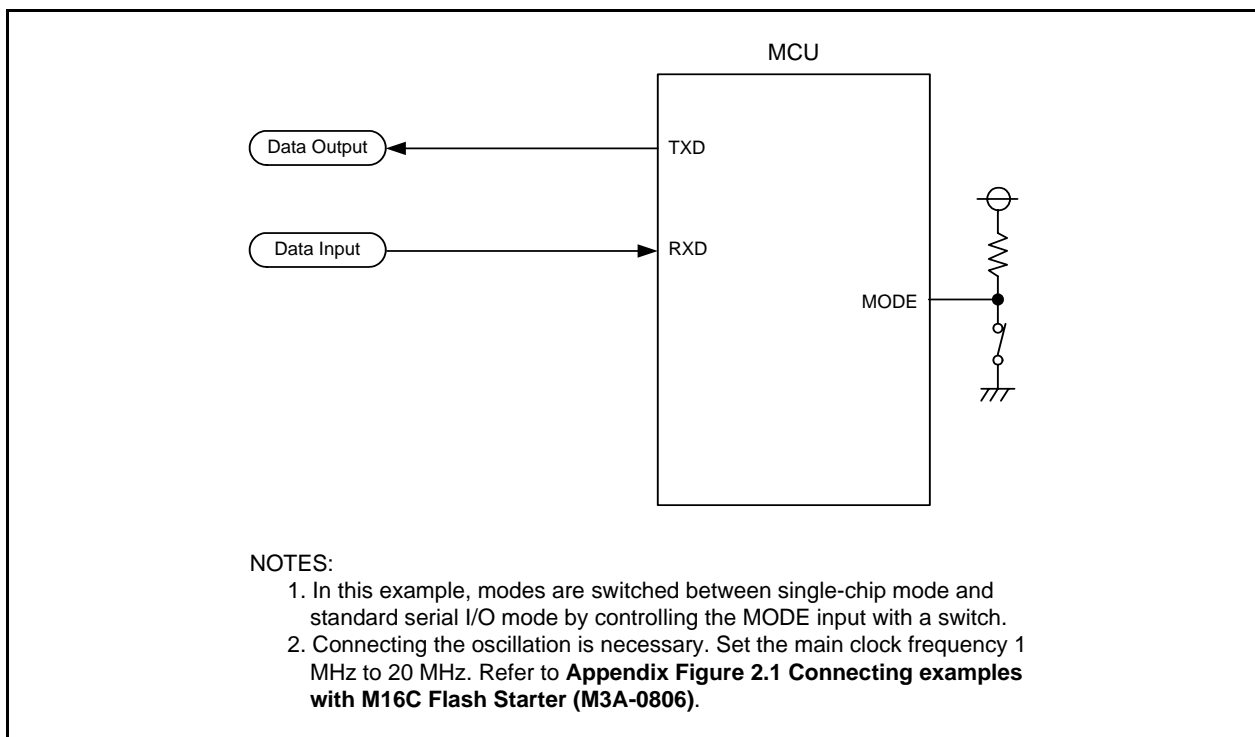 MCU
Data Output
TXD
Data Input
RXD
MODE
NOTES:
1. In this example, modes are switched between single-chip mode and
standard serial I/O mode by controlling the MODE input with a switch.
2. Connecting the oscillation is necessary. Set the main clock frequency 1
MHz to 20 MHz. Refer to Appendix Figure 2.1 Connecting examples
with M16C Flash Starter (M3A-0806).